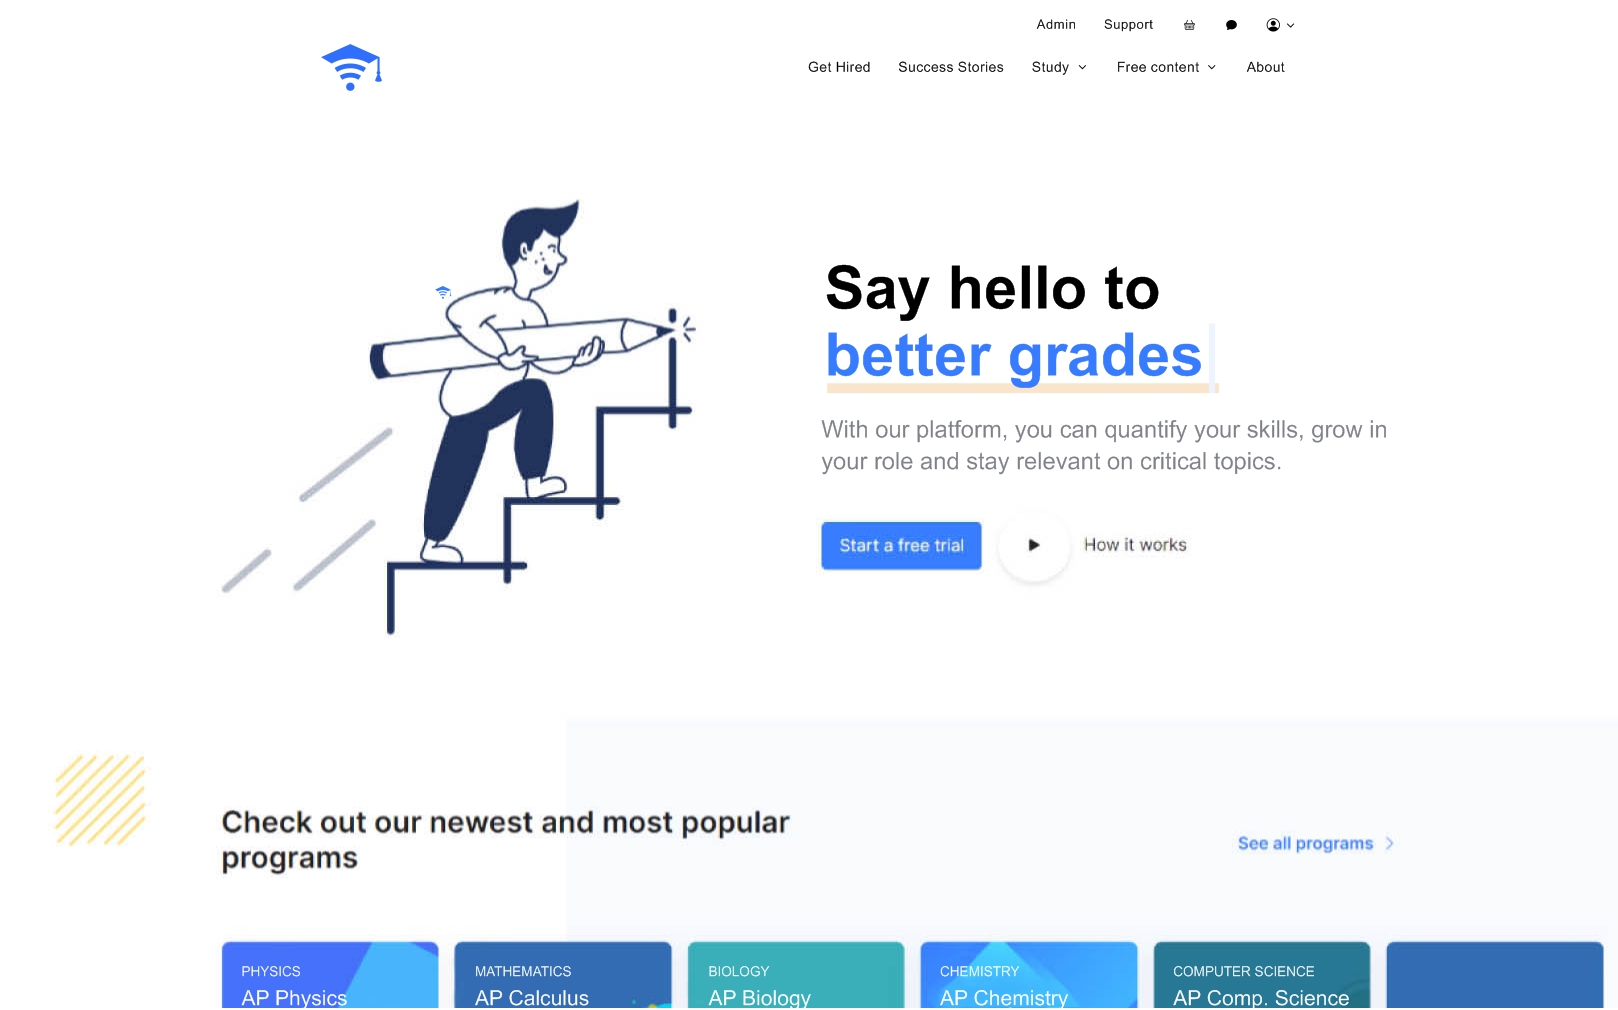 Admin Support
Get Hired Success Stories Study Free content About
Say hello to
better grades
With our platform, you can quantify your skills, grow in
your role and stay relevant on critical topics.
Start a free trial How it works
Check out our newest and most popular
programs
See all programs
PHYSICS
AP Physics
MATHEMATICS
AP Calculus
BIOLOGY
AP Biology
CHEMISTRY
AP Chemistry
COMPUTER SCIENCE
AP Comp. Science